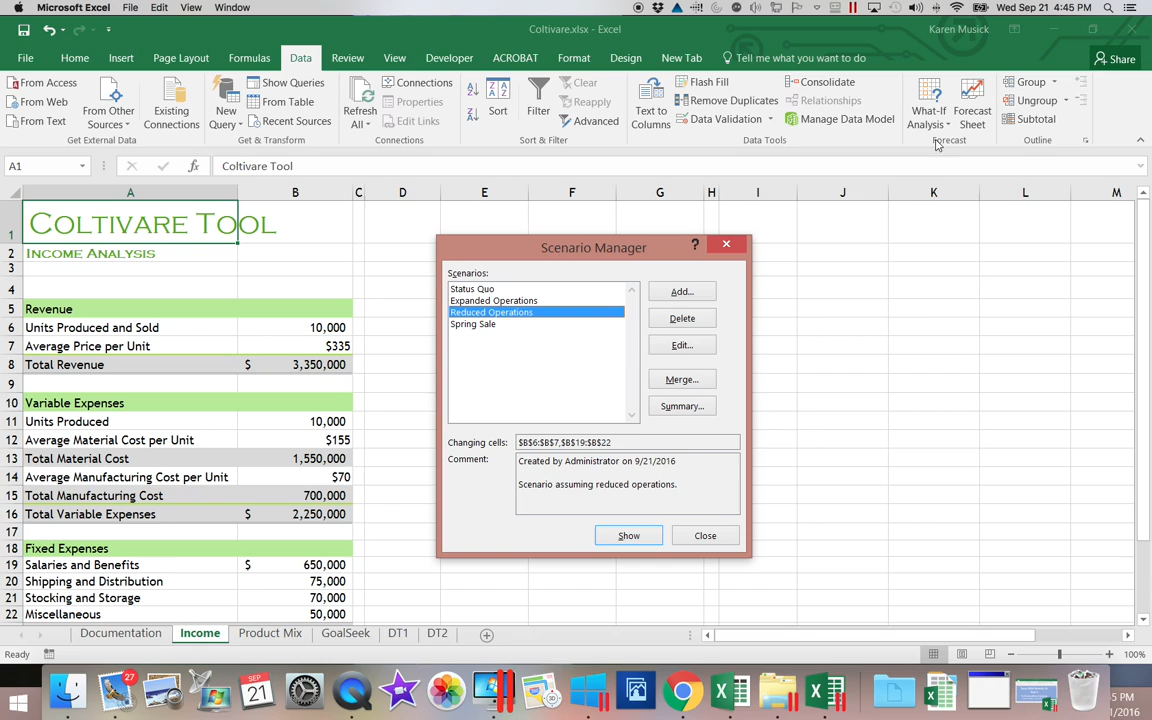 Microsoft Excel File Edit View Window Wed Sep 21 4:45 PM
Coltivare.xlsx - Excel Karen Musick
File Home Insert Page Layout Formulas Data Review View Developer ACROBAT Format Design New Tab Tell me what you want to do Share
From Access
From Web
From Text
From Other Sources
Existing Connections
Get External Data
New Query
Show Queries
From Table
Recent Sources
Get & Transform
Refresh All
Connections
Properties
Edit Links
Connections
Sort
Filter
Clear
Reapply
Advanced
Sort & Filter
Text to Columns
Flash Fill
Remove Duplicates
Data Validation
Consolidate
Relationships
Manage Data Model
Data Tools
What-If Analysis
Forecast Sheet
Forecast
Group
Ungroup
Subtotal
Outline
A1 fx Coltivare Tool
A B C D E F G H I J K L M
1 Coltivare Tool
2 Income Analysis
3
4
5 Revenue
6 Units Produced and Sold 10,000
7 Average Price per Unit $335
8 Total Revenue $ 3,350,000
9
10 Variable Expenses
11 Units Produced 10,000
12 Average Material Cost per Unit $155
13 Total Material Cost 1,550,000
14 Average Manufacturing Cost per Unit $70
15 Total Manufacturing Cost 700,000
16 Total Variable Expenses $ 2,250,000
17
18 Fixed Expenses
19 Salaries and Benefits $ 650,000
20 Shipping and Distribution 75,000
21 Stocking and Storage 70,000
22 Miscellaneous 50,000
Scenario Manager ?
Scenarios:
Status Quo
Expanded Operations
Reduced Operations
Spring Sale
Add...
Delete
Edit...
Merge...
Summary...
Changing cells: $B$6:$B$7,$B$19:$B$22
Comment: Created by Administrator on 9/21/2016
Scenario assuming reduced operations.
Show Close
Documentation Income Product Mix GoalSeek DT1 DT2
Ready 100%
27
SEP
21
5 PM
1/2016